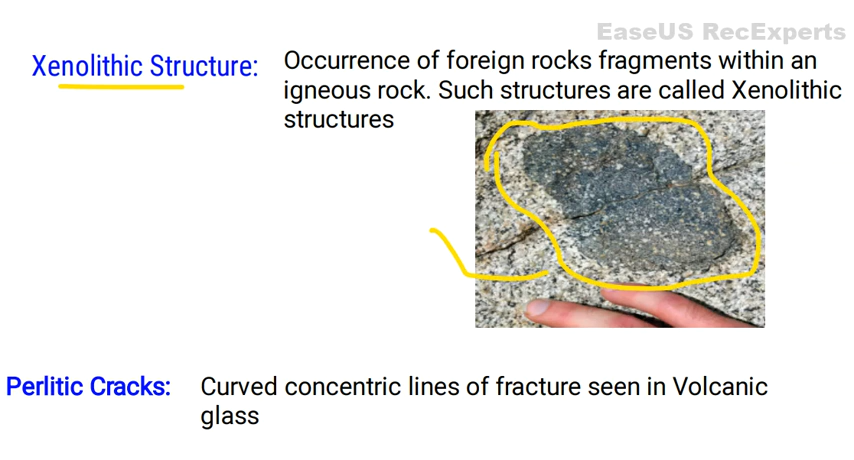 EaseUS RecExperts
Xenolithic Structure: Occurrence of foreign rocks fragments within an
igneous rock. Such structures are called Xenolithic
structures
Perlitic Cracks: Curved concentric lines of fracture seen in Volcanic
glass